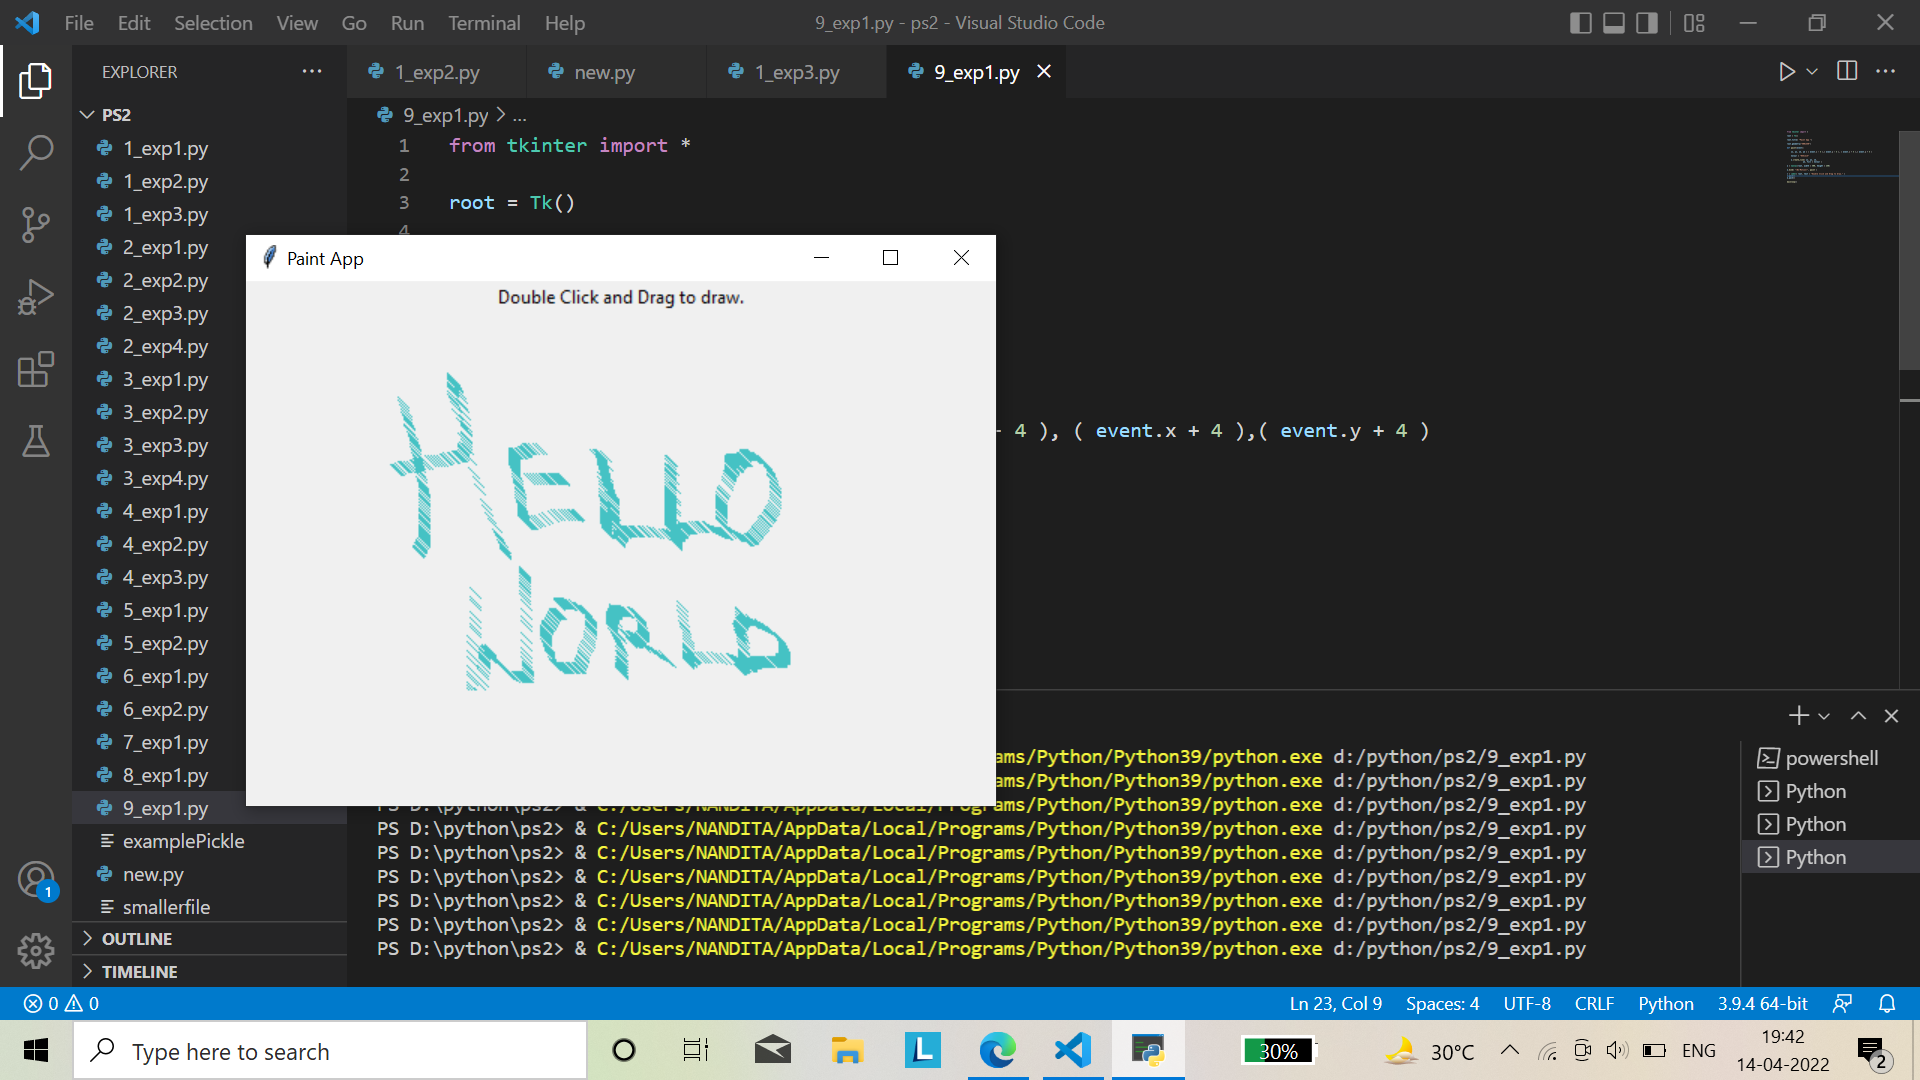 File Edit Selection View Go Run Terminal Help 9_exp1.py - ps2 - Visual Studio Code
EXPLORER
1_exp2.py new.py 1_exp3.py 9_exp1.py
PS2
1_exp1.py
1_exp2.py
1_exp3.py
2_exp1.py
2_exp2.py
2_exp3.py
2_exp4.py
3_exp1.py
3_exp2.py
3_exp3.py
3_exp4.py
4_exp1.py
4_exp2.py
4_exp3.py
5_exp1.py
5_exp2.py
6_exp1.py
6_exp2.py
7_exp1.py
8_exp1.py
9_exp1.py
examplePickle
new.py
smallerfile
OUTLINE
TIMELINE
9_exp1.py > ...
1 from tkinter import *
2
3 root = Tk()
4
- 4 ), ( event.x + 4 ),( event.y + 4 )
Paint App
Double Click and Drag to draw.
HELLO
WORLD
ams/Python/Python39/python.exe d:/python/ps2/9_exp1.py
ams/Python/Python39/python.exe d:/python/ps2/9_exp1.py
PS D:\python\ps2> & C:/Users/NANDITA/AppData/Local/Programs/Python/Python39/python.exe d:/python/ps2/9_exp1.py
PS D:\python\ps2> & C:/Users/NANDITA/AppData/Local/Programs/Python/Python39/python.exe d:/python/ps2/9_exp1.py
PS D:\python\ps2> & C:/Users/NANDITA/AppData/Local/Programs/Python/Python39/python.exe d:/python/ps2/9_exp1.py
PS D:\python\ps2> & C:/Users/NANDITA/AppData/Local/Programs/Python/Python39/python.exe d:/python/ps2/9_exp1.py
PS D:\python\ps2> & C:/Users/NANDITA/AppData/Local/Programs/Python/Python39/python.exe d:/python/ps2/9_exp1.py
PS D:\python\ps2> & C:/Users/NANDITA/AppData/Local/Programs/Python/Python39/python.exe d:/python/ps2/9_exp1.py
PS D:\python\ps2> & C:/Users/NANDITA/AppData/Local/Programs/Python/Python39/python.exe d:/python/ps2/9_exp1.py
powershell
Python
Python
Python
1
0 0 Ln 23, Col 9 Spaces: 4 UTF-8 CRLF Python 3.9.4 64-bit
Type here to search
L
30%
30°C
ENG
19:42
14-04-2022
2